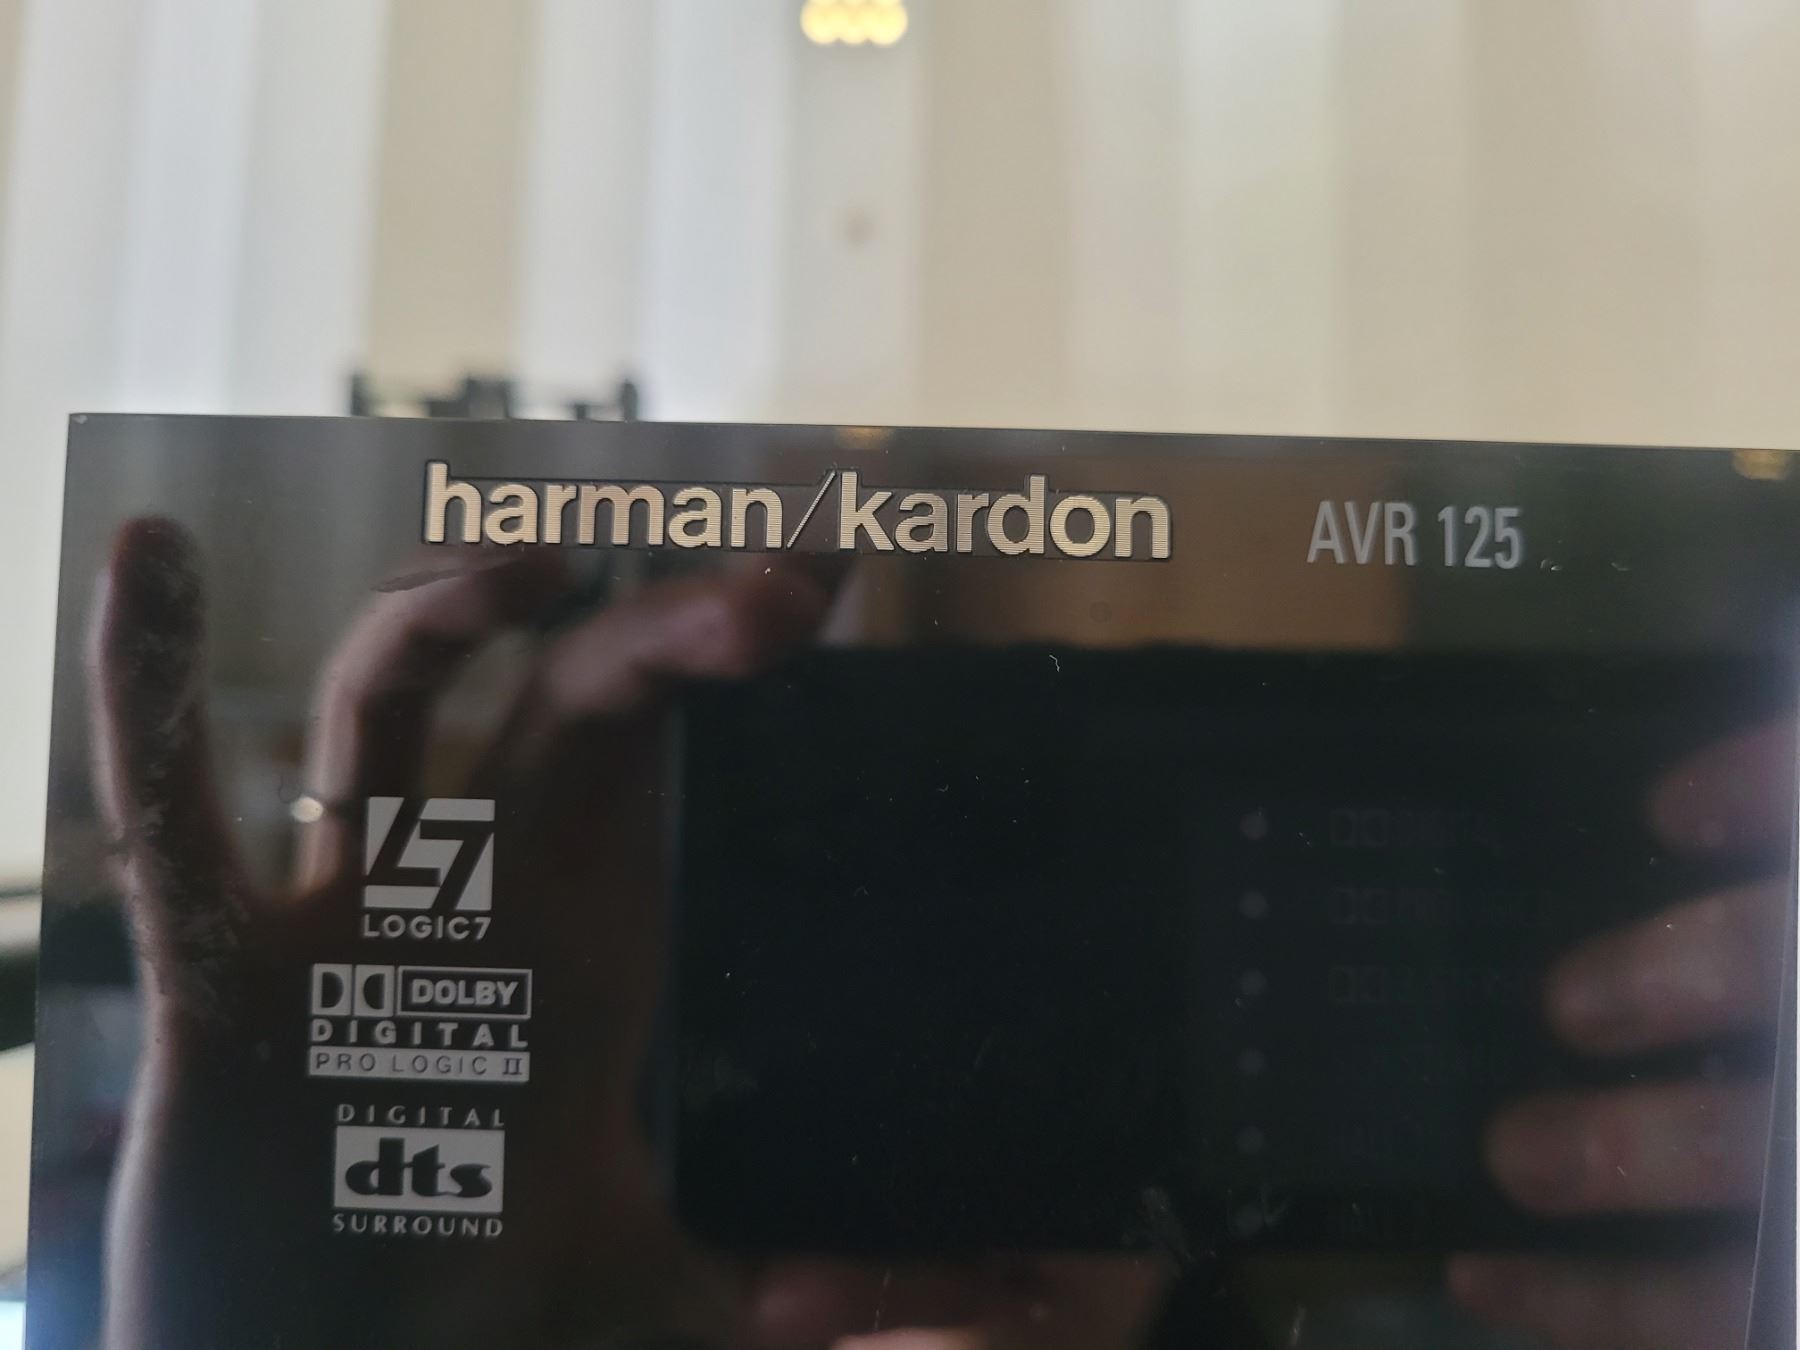 harman/kardon AVR 125
LOGIC7
DOLBY
DIGITAL
PRO LOGIC II
DIGITAL
dts
SURROUND